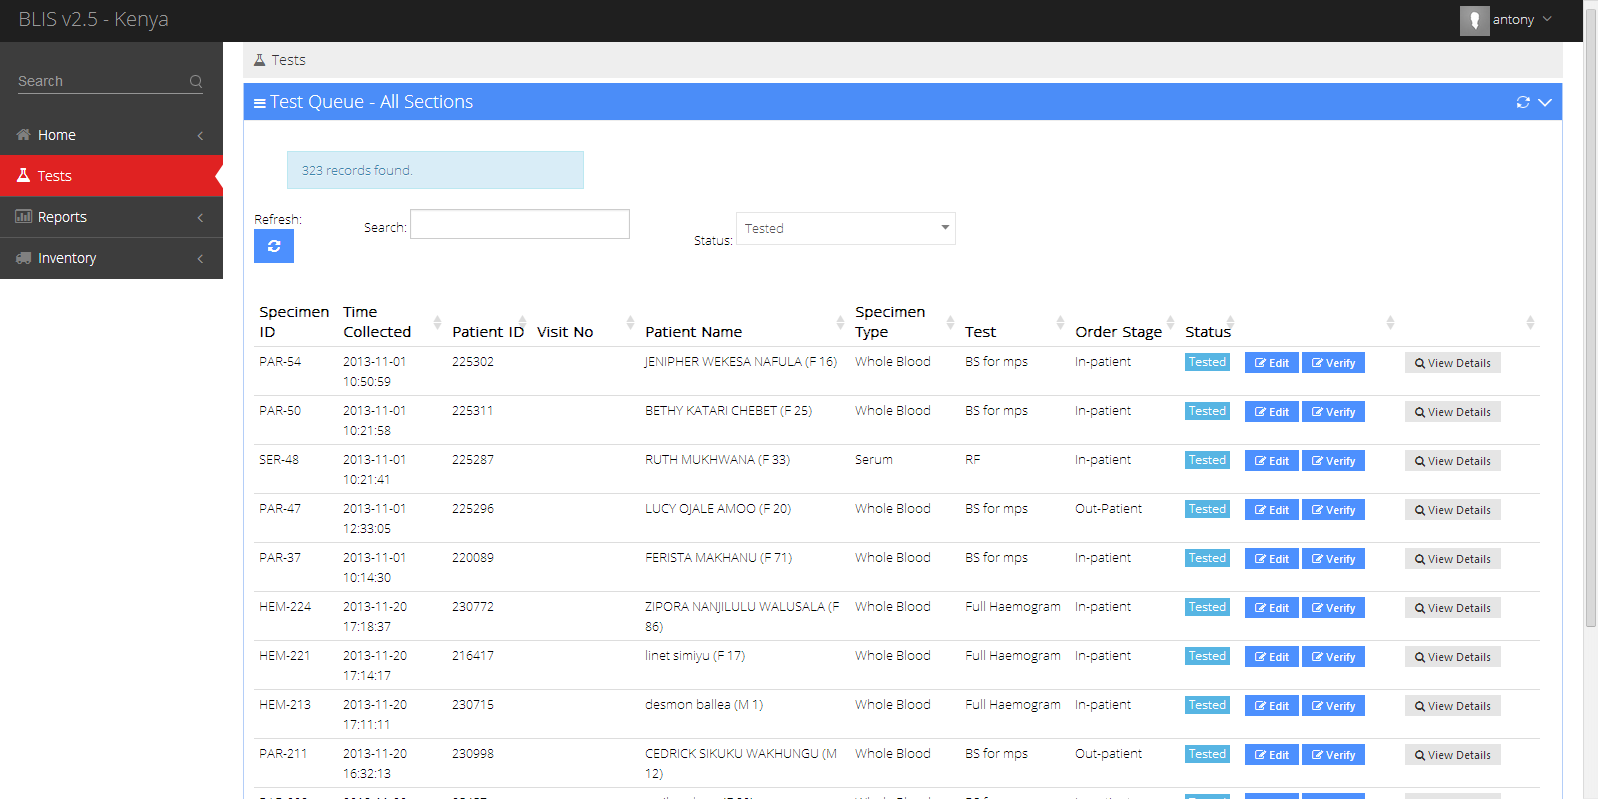 BLIS v2.5 - Kenya
antony
Search
Home
Tests
Reports
Inventory
Tests
Test Queue - All Sections
323 records found.
Refresh:
Search:
Status: Tested
Specimen ID Time Collected Patient ID Visit No Patient Name Specimen Type Test Order Stage Status
PAR-54 2013-11-01 10:50:59 225302 JENIPHER WEKESA NAFULA (F 16) Whole Blood BS for mps In-patient Tested Edit Verify View Details
PAR-50 2013-11-01 10:21:58 225311 BETHY KATARI CHEBET (F 25) Whole Blood BS for mps In-patient Tested Edit Verify View Details
SER-48 2013-11-01 10:21:41 225287 RUTH MUKHWANA (F 33) Serum RF In-patient Tested Edit Verify View Details
PAR-47 2013-11-01 12:33:05 225296 LUCY OJALE AMOO (F 20) Whole Blood BS for mps Out-Patient Tested Edit Verify View Details
PAR-37 2013-11-01 10:14:30 220089 FERISTA MAKHANU (F 71) Whole Blood BS for mps In-patient Tested Edit Verify View Details
HEM-224 2013-11-20 17:18:37 230772 ZIPORA NANJILULU WALUSALA (F 86) Whole Blood Full Haemogram In-patient Tested Edit Verify View Details
HEM-221 2013-11-20 17:14:17 216417 linet simiyu (F 17) Whole Blood Full Haemogram In-patient Tested Edit Verify View Details
HEM-213 2013-11-20 17:11:11 230715 desmon ballea (M 1) Whole Blood Full Haemogram In-patient Tested Edit Verify View Details
PAR-211 2013-11-20 16:32:13 230998 CEDRICK SIKUKU WAKHUNGU (M 12) Whole Blood BS for mps Out-patient Tested Edit Verify View Details